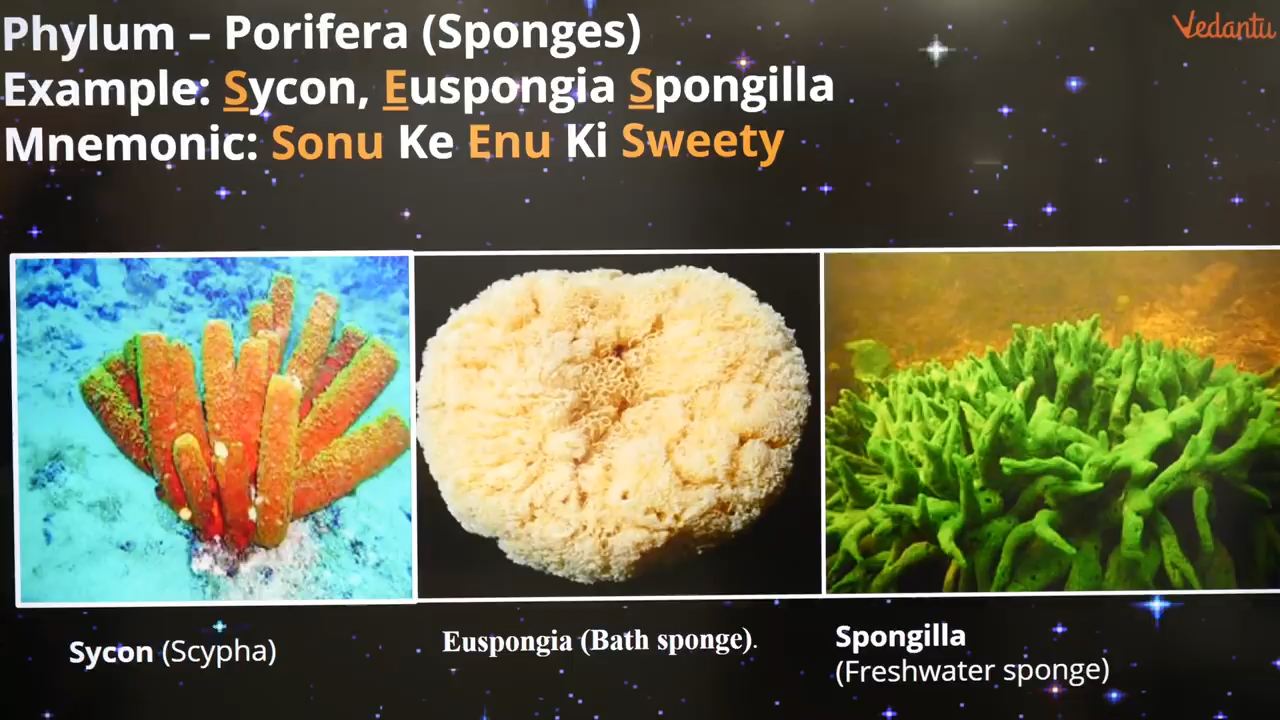 Phylum – Porifera (Sponges)
Vedantu
Example: Sycon, Euspongia Spongilla
Mnemonic: Sonu Ke Enu Ki Sweety
Sycon (Scypha)
Euspongia (Bath sponge).
Spongilla
(Freshwater sponge)